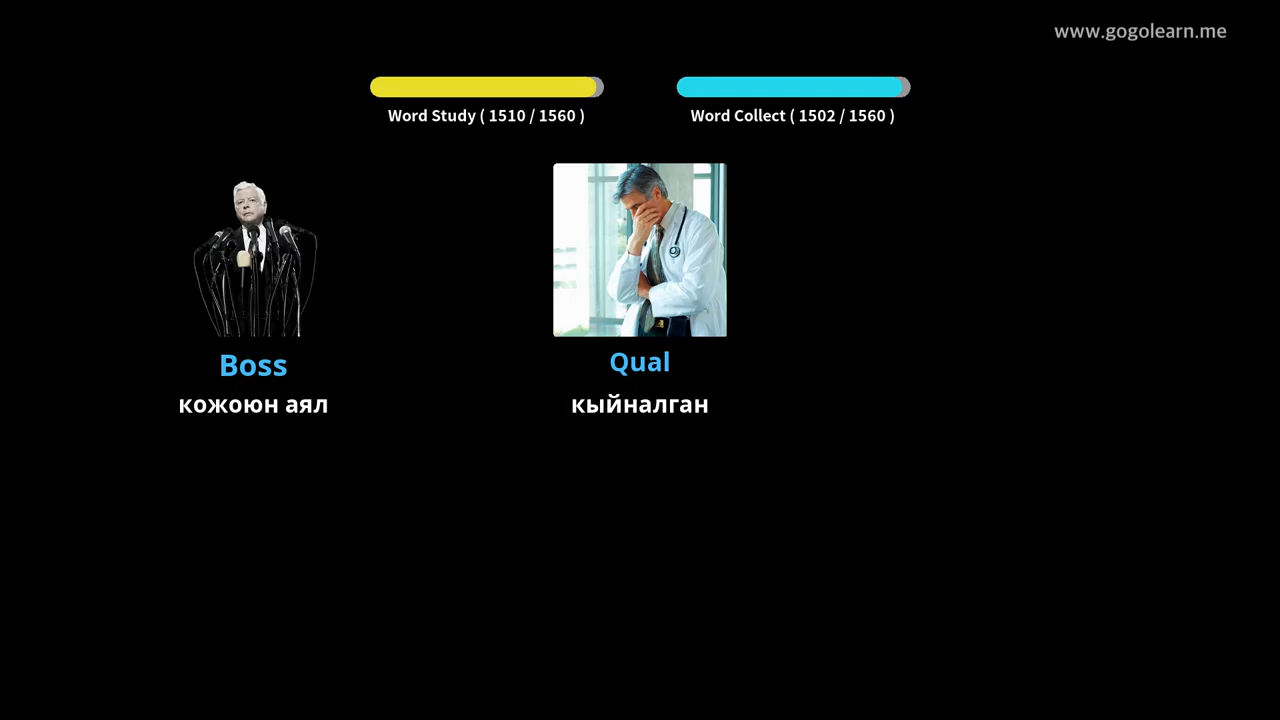 www.gogolearn.me
Word Study ( 1510 / 1560 )
Word Collect ( 1502 / 1560 )
Boss
кожоюн аял
Qual
кыйналган